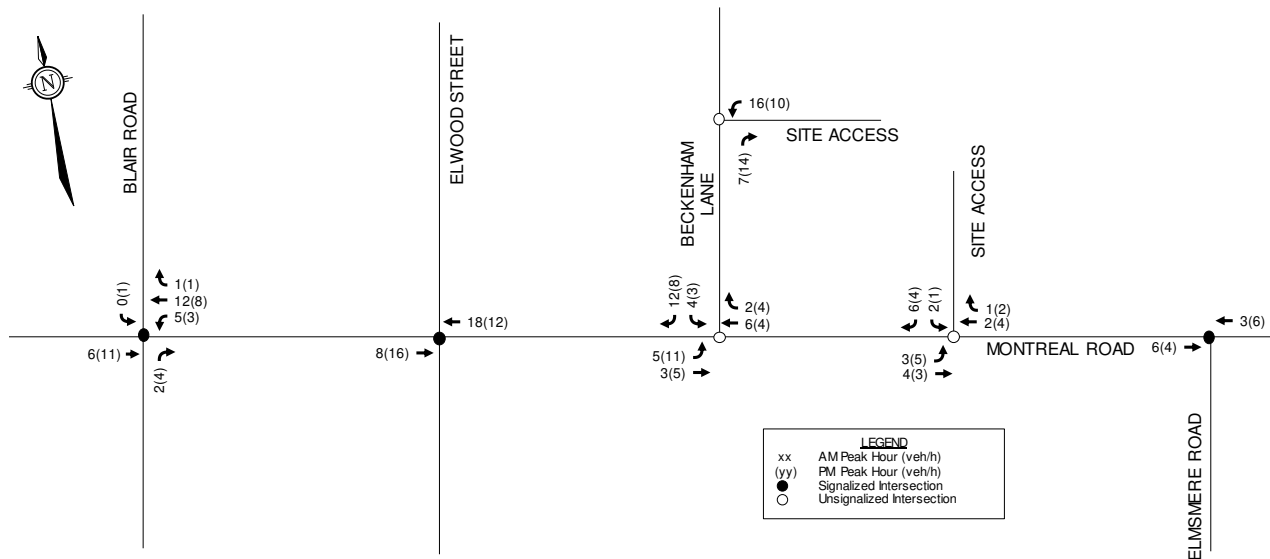 N
BLAIR ROAD
ELWOOD STREET
BECKENHAM
LANE
16(10)
SITE ACCESS
7(14)
SITE ACCESS
0(1)
1(1)
12(8)
5(3)
6(11)
2(4)
18(12)
8(16)
12(8)
4(3)
2(4)
6(4)
5(11)
3(5)
6(4)
2(1)
1(2)
2(4)
3(5)
4(3)
MONTREAL ROAD
3(6)
6(4)
ELMSMERE ROAD
LEGEND
xx AM Peak Hour (veh/h)
(yy) PM Peak Hour (veh/h)
Signalized Intersection
Unsignalized Intersection